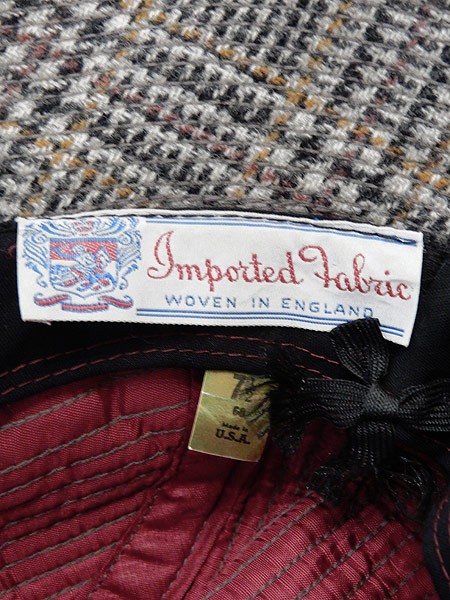 Imported Fabric
WOVEN IN ENGLAND
Made in
U.S.A.